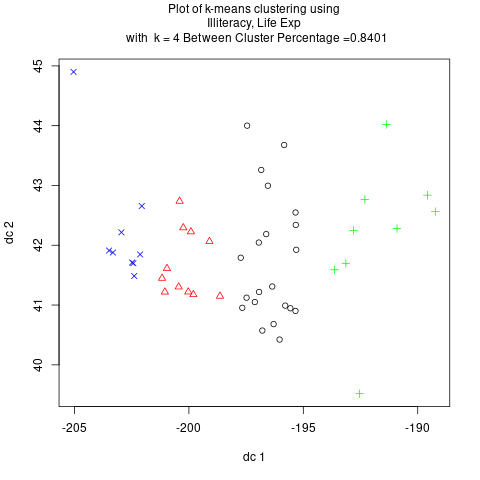 Plot of k-means clustering using
Illiteracy, Life Exp
with k = 4 Between Cluster Percentage =0.8401
45
44
43
42
41
40
dc 2
-205
-200
-195
-190
dc 1